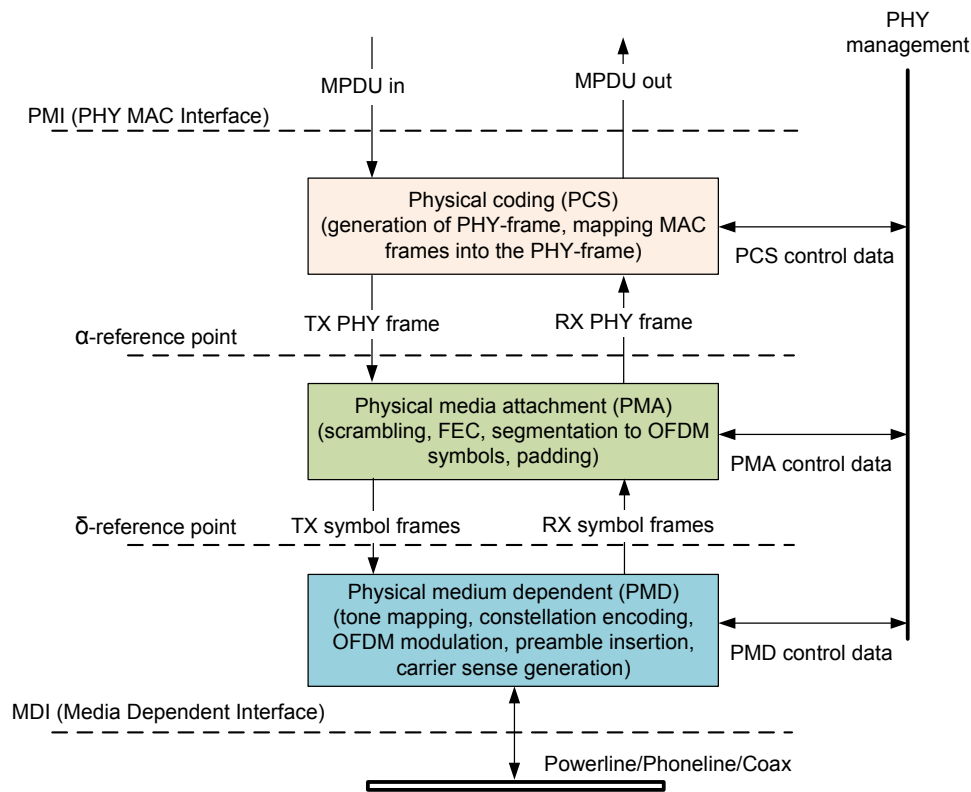 PHY
management
MPDU in
MPDU out
PMI (PHY MAC Interface)
Physical coding (PCS)
(generation of PHY-frame, mapping MAC
frames into the PHY-frame)
PCS control data
TX PHY frame
RX PHY frame
α-reference point
Physical media attachment (PMA)
(scrambling, FEC, segmentation to OFDM
symbols, padding)
PMA control data
δ-reference point
TX symbol frames
RX symbol frames
Physical medium dependent (PMD)
(tone mapping, constellation encoding,
OFDM modulation, preamble insertion,
carrier sense generation)
PMD control data
MDI (Media Dependent Interface)
Powerline/Phoneline/Coax